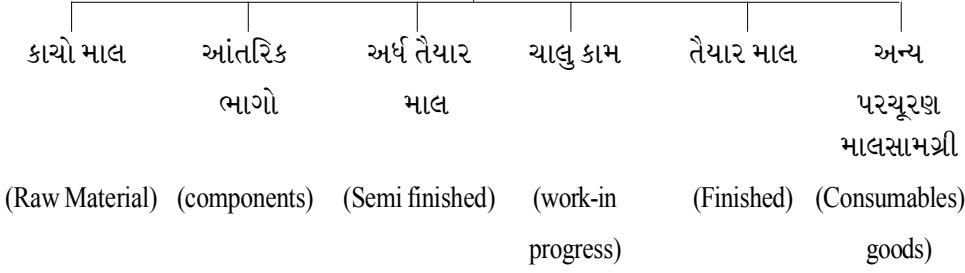 કાચો માલ આંતરિક અર્ધ તૈયાર ચાલુ કામ તૈયાર માલ અન્ય
ભાગો માલ પરચૂરણ
માલસામગ્રી
(Raw Material) (components) (Semi finished) (work-in (Finished) (Consumables)
progress) goods)